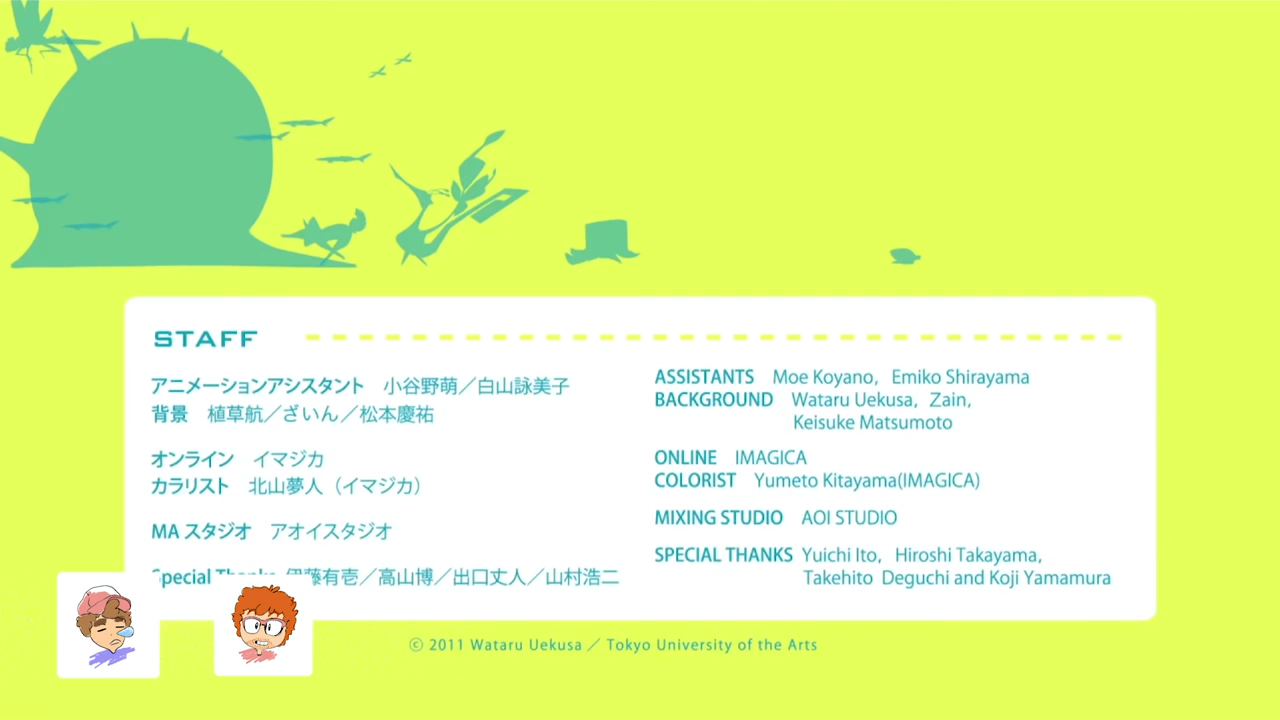 STAFF
アニメーションアシスタント 小谷野萌／白山詠美子
背景 植草航／ざいん／松本慶祐
オンライン イマジカ
カラリスト 北山夢人（イマジカ）
MA スタジオ アオイスタジオ
Special Thanks 伊藤有壱／高山博／出口丈人／山村浩二
ASSISTANTS Moe Koyano, Emiko Shirayama
BACKGROUND Wataru Uekusa, Zain,
Keisuke Matsumoto
ONLINE IMAGICA
COLORIST Yumeto Kitayama(IMAGICA)
MIXING STUDIO AOI STUDIO
SPECIAL THANKS Yuichi Ito, Hiroshi Takayama,
Takehito Deguchi and Koji Yamamura
© 2011 Wataru Uekusa ／ Tokyo University of the Arts